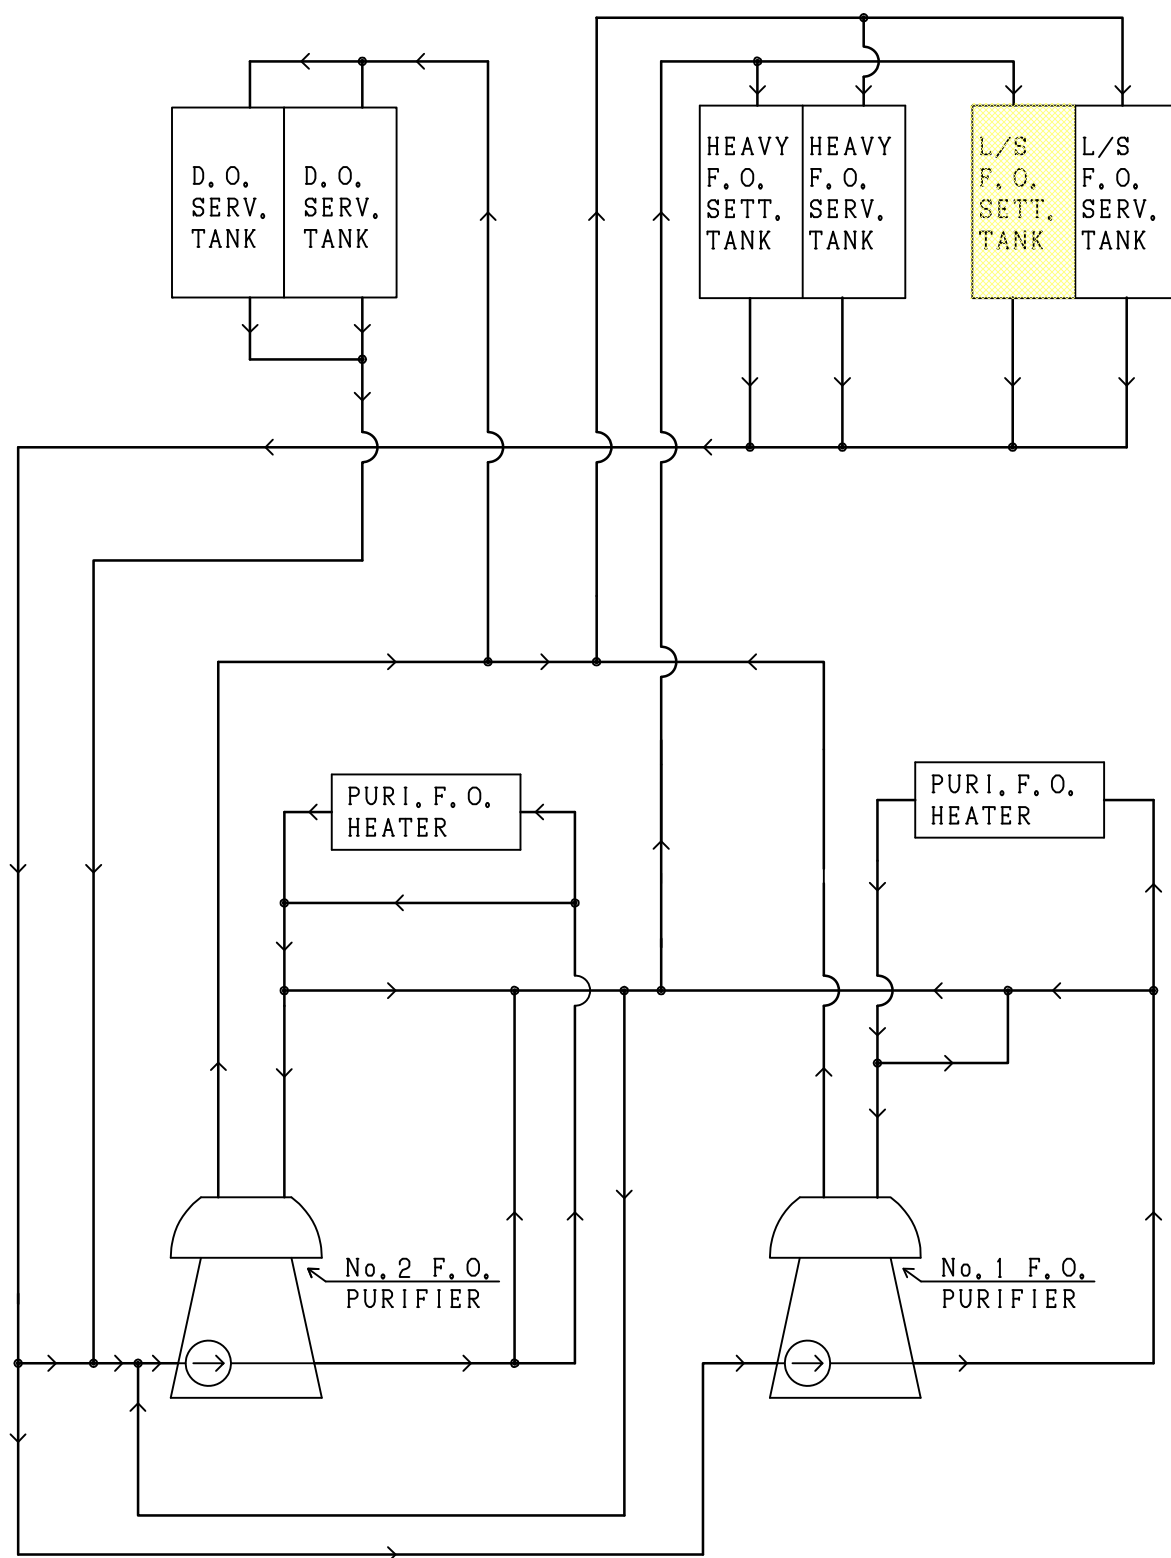 D.O.
SERV.
TANK
D.O.
SERV.
TANK
HEAVY
F.O.
SETT.
TANK
HEAVY
F.O.
SERV.
TANK
L/S
F.O.
SETT.
TANK
L/S
F.O.
SERV.
TANK
PURI.F.O.
HEATER
PURI.F.O.
HEATER
No.2 F.O.
PURIFIER
No.1 F.O.
PURIFIER